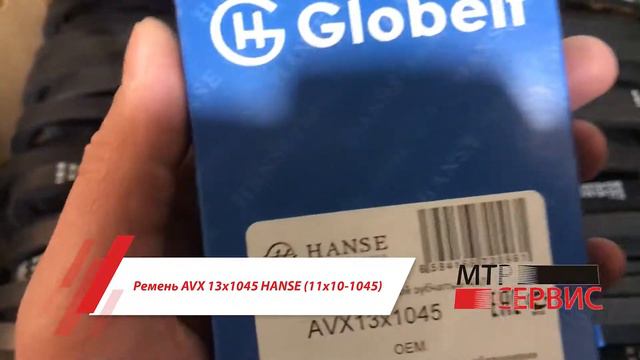 Globelt
HANSE
Ремень AVX 13x1045 HANSE (11x10-1045)
AVX13x1045
OEM
МТР
СЕРВИС